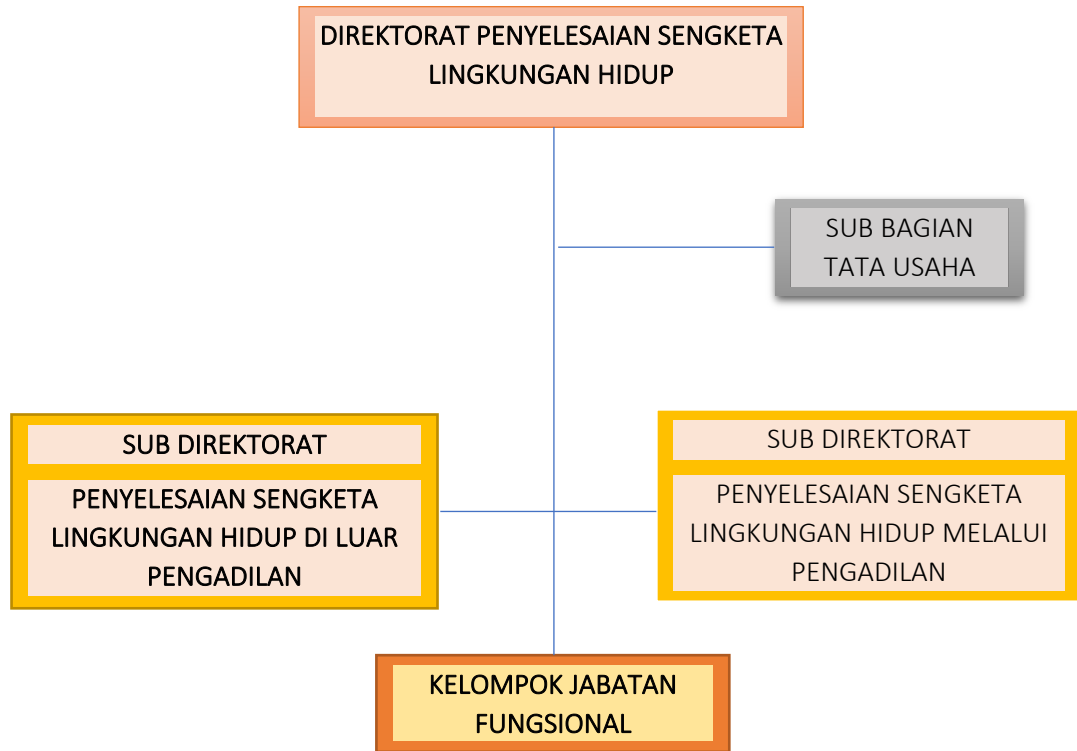 DIREKTORAT PENYELESAIAN SENGKETA
LINGKUNGAN HIDUP
SUB BAGIAN
TATA USAHA
SUB DIREKTORAT
PENYELESAIAN SENGKETA
LINGKUNGAN HIDUP DI LUAR
PENGADILAN
SUB DIREKTORAT
PENYELESAIAN SENGKETA
LINGKUNGAN HIDUP MELALUI
PENGADILAN
KELOMPOK JABATAN
FUNGSIONAL